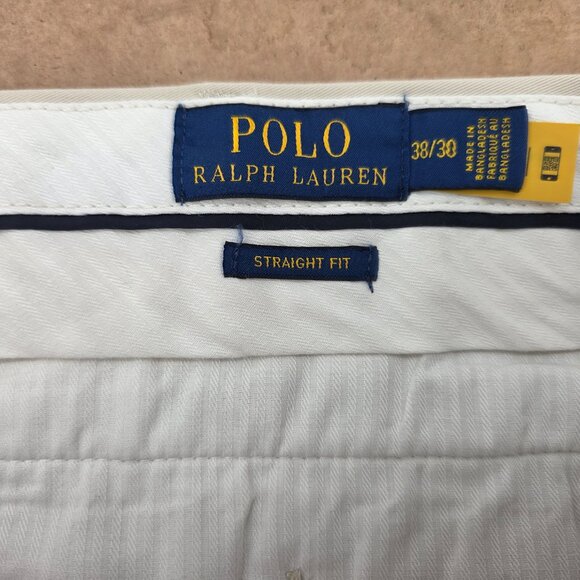 POLO
RALPH LAUREN
38/30
MADE IN
BANGLADESH
FABRIQUÉ AU
BANGLADESH
STRAIGHT FIT